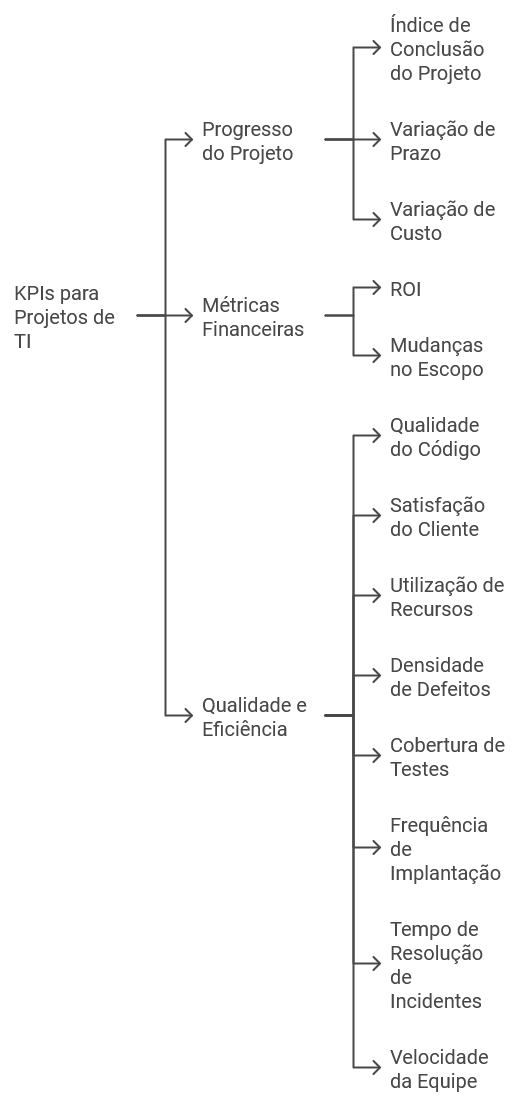 KPIs para
Projetos de
TI
Progresso
do Projeto
Índice de
Conclusão
do Projeto
Variação de
Prazo
Variação de
Custo
Métricas
Financeiras
ROI
Mudanças
no Escopo
Qualidade e
Eficiência
Qualidade
do Código
Satisfação
do Cliente
Utilização de
Recursos
Densidade
de Defeitos
Cobertura de
Testes
Frequência
de
Implantação
Tempo de
Resolução
de
Incidentes
Velocidade
da Equipe